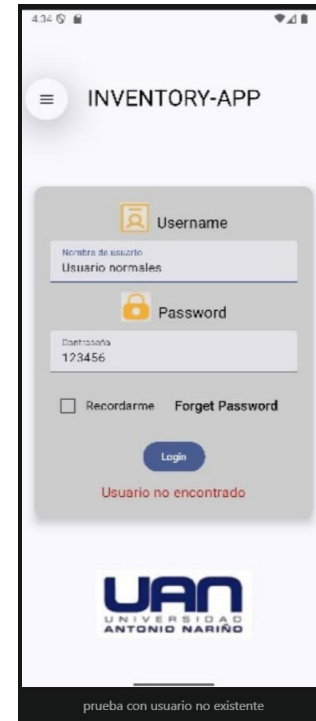 4:34
INVENTORY-APP
Username
Nombre de usuario
Usuario normales
Password
Contraseña
123456
Recordarme Forget Password
Login
Usuario no encontrado
UAN
UNIVERSIDAD
ANTONIO NARIÑO
prueba con usuario no existente